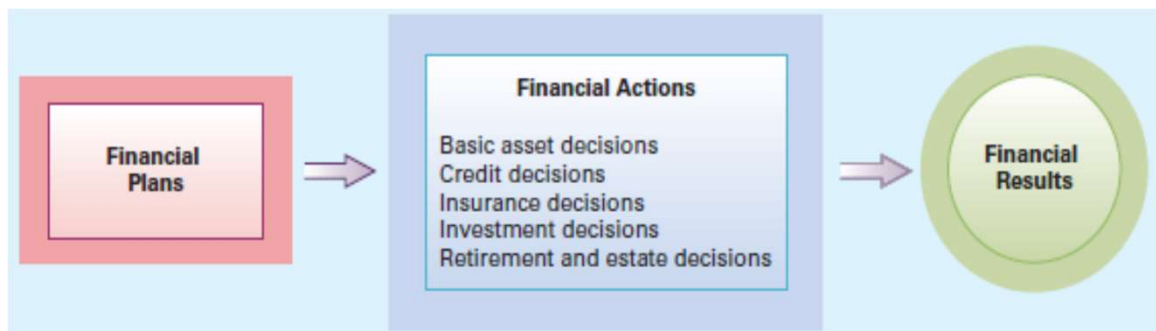 Financial
Plans
Financial Actions
Basic asset decisions
Credit decisions
Insurance decisions
Investment decisions
Retirement and estate decisions
Financial
Results